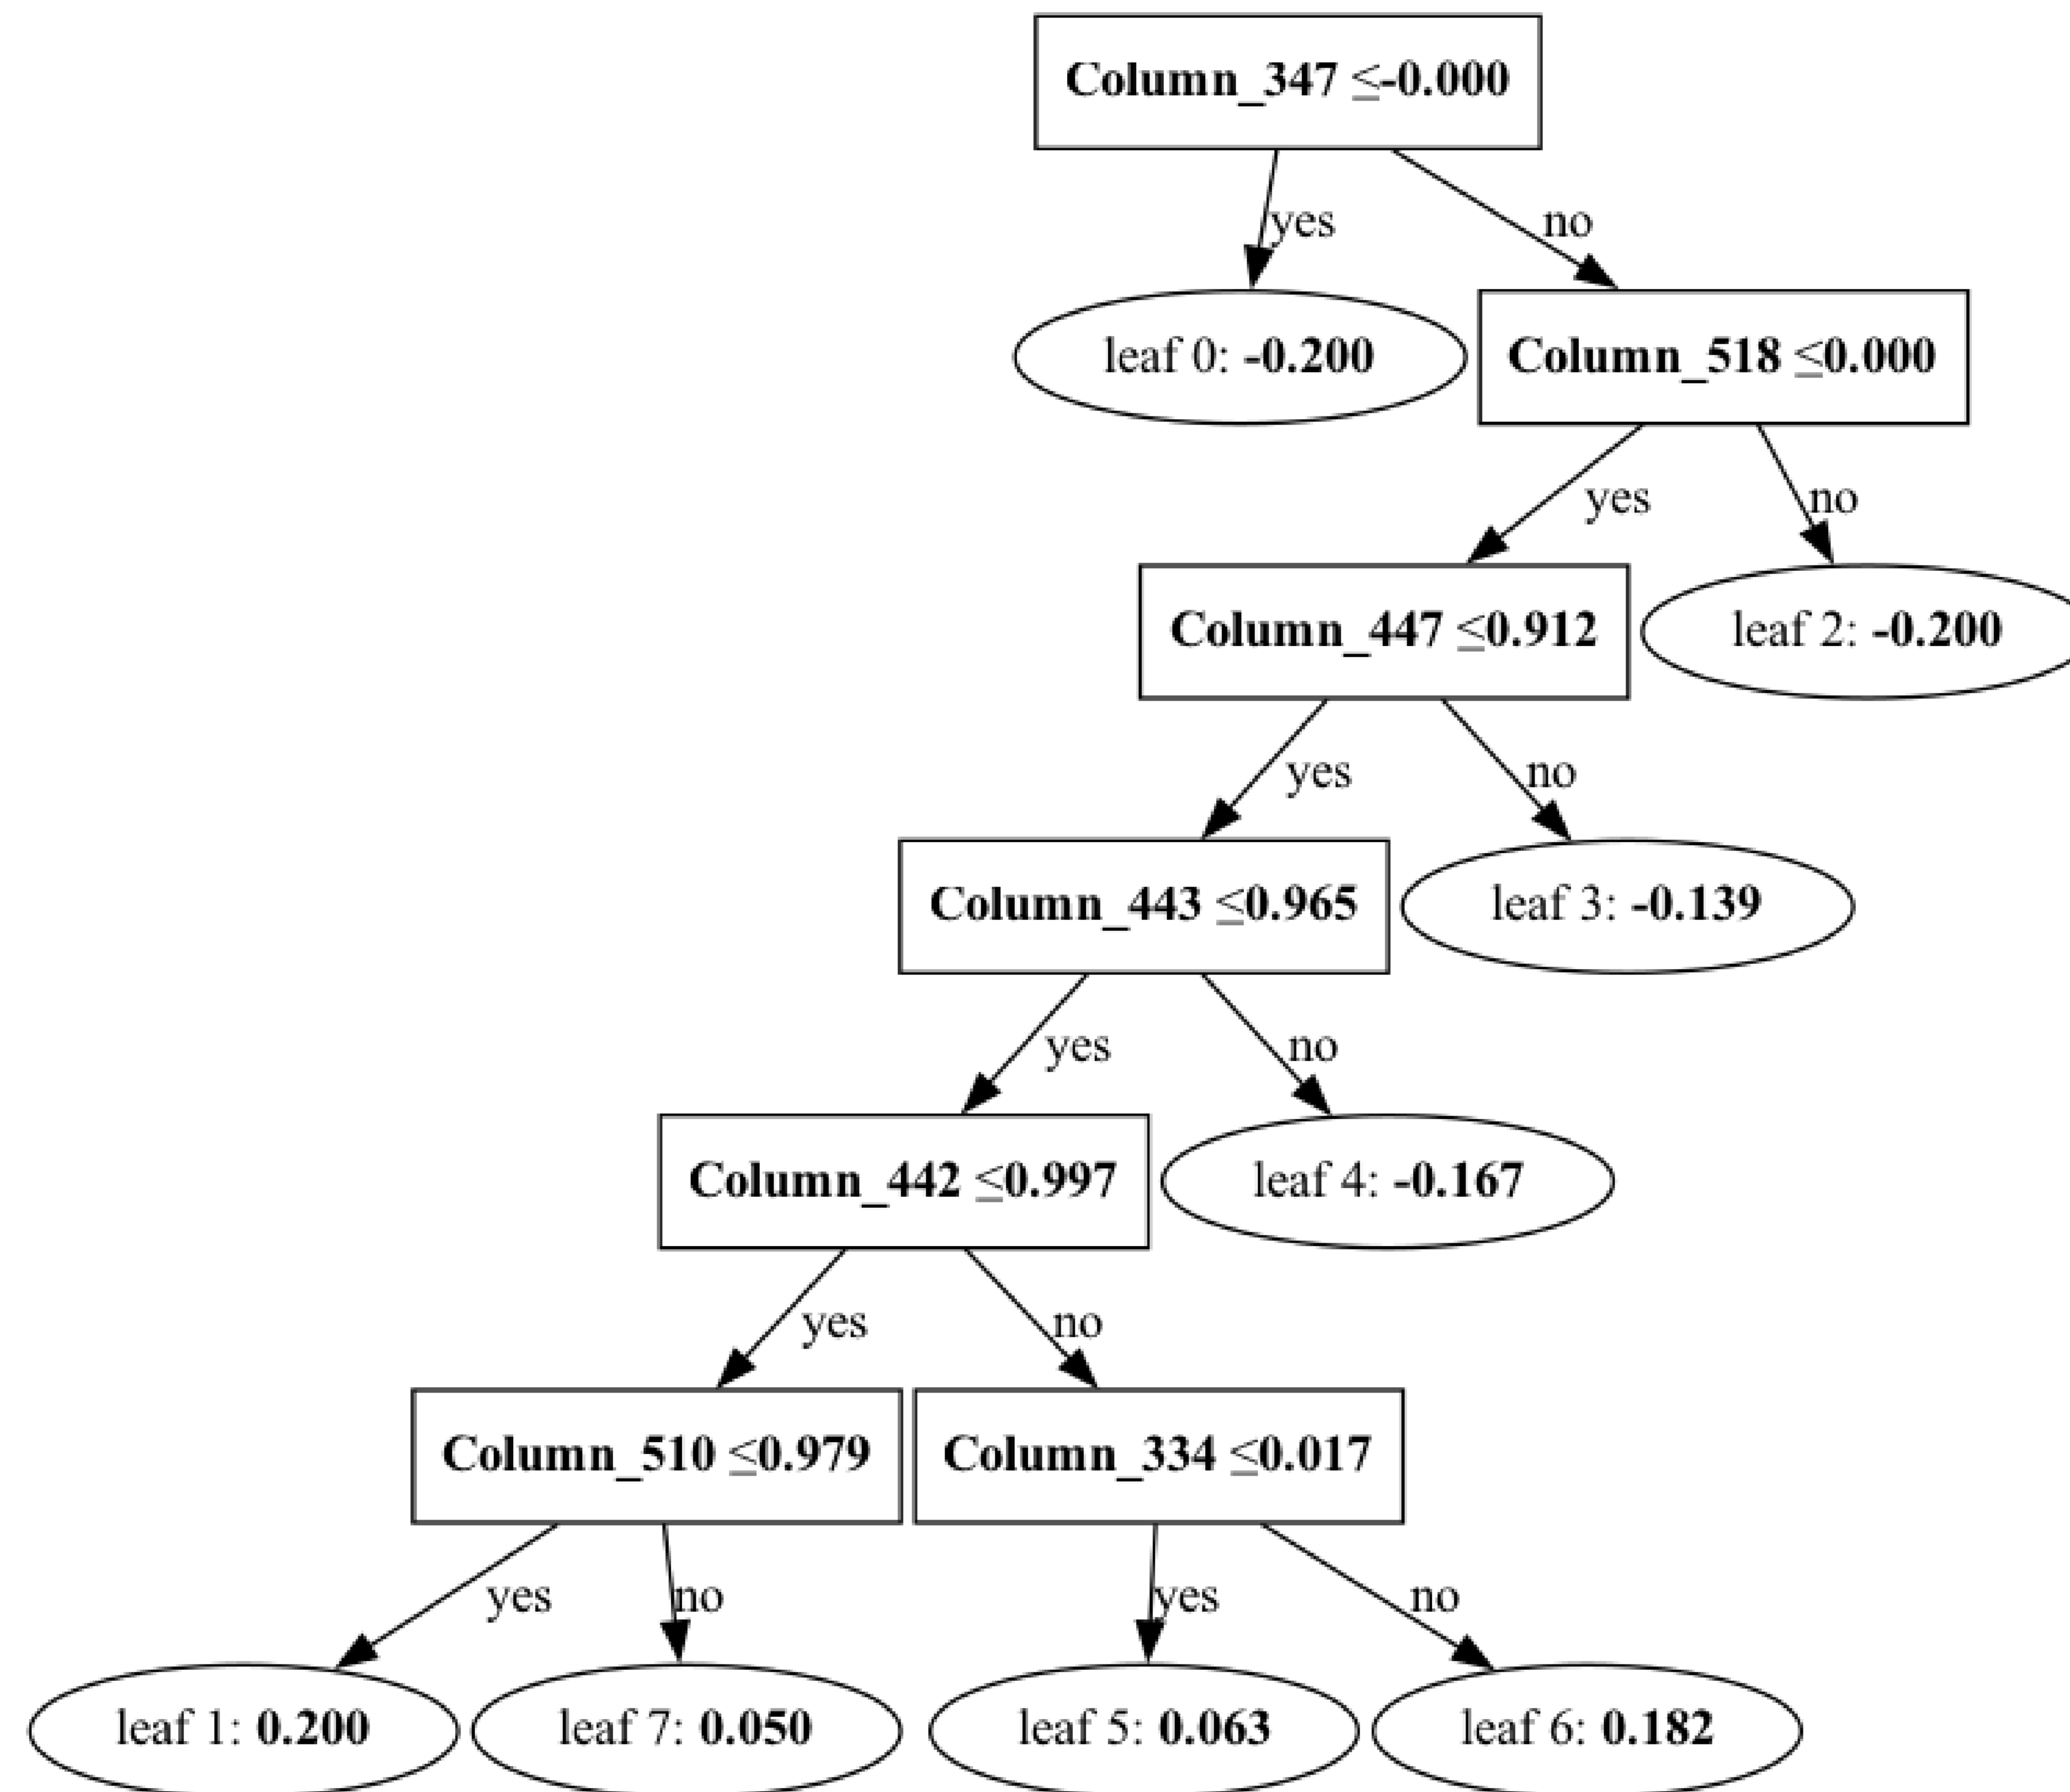 Column_347 ≤-0.000
yes
no
leaf 0: -0.200
Column_518 ≤0.000
yes
no
Column_447 ≤0.912
leaf 2: -0.200
yes
no
Column_443 ≤0.965
leaf 3: -0.139
yes
no
Column_442 ≤0.997
leaf 4: -0.167
yes
no
Column_510 ≤0.979
Column_334 ≤0.017
yes
no
yes
no
leaf 1: 0.200
leaf 7: 0.050
leaf 5: 0.063
leaf 6: 0.182